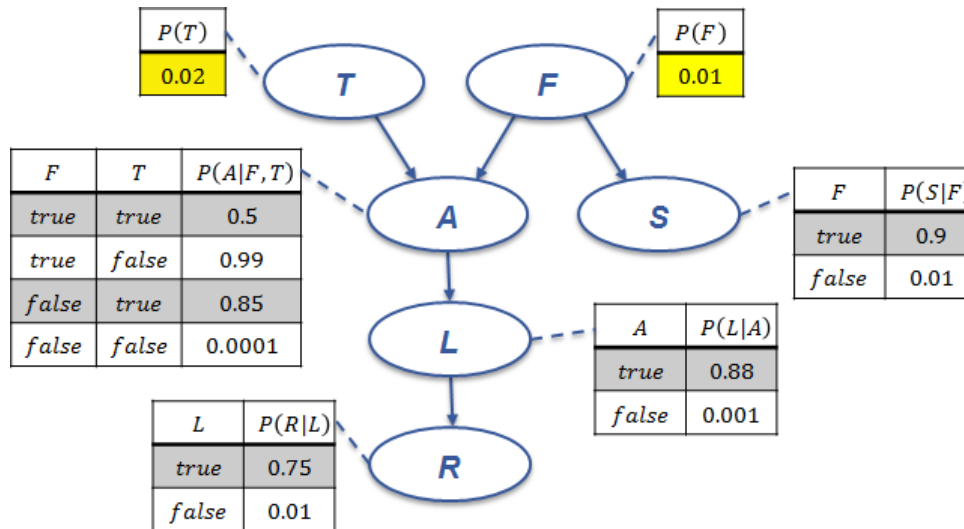 P(T)
0.02
T
F
P(F)
0.01
F T P(A|F,T)
true true 0.5
true false 0.99
false true 0.85
false false 0.0001
A
S
F P(S|F)
true 0.9
false 0.01
L
A P(L|A)
true 0.88
false 0.001
L P(R|L)
true 0.75
false 0.01
R